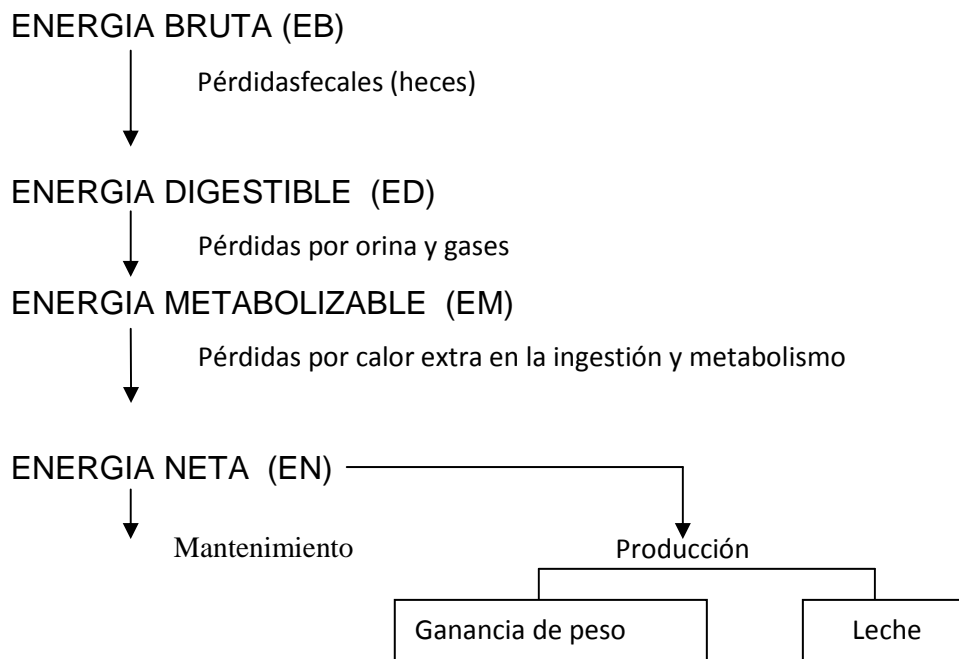 ENERGIA BRUTA (EB)
Pérdidasfecales (heces)
ENERGIA DIGESTIBLE (ED)
Pérdidas por orina y gases
ENERGIA METABOLIZABLE (EM)
Pérdidas por calor extra en la ingestión y metabolismo
ENERGIA NETA (EN)
Mantenimiento Producción
Ganancia de peso Leche